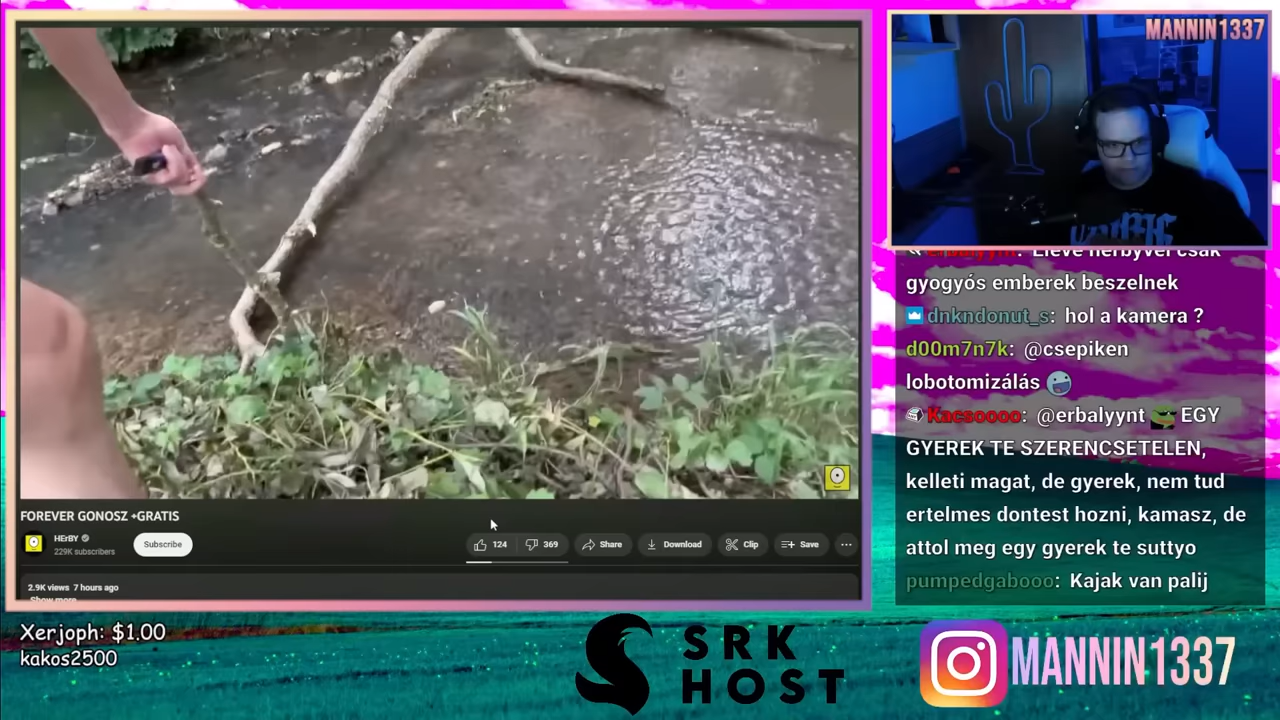 MANNIN1337
gyogyós emberek beszelnek
dnkndonut_s: hol a kamera ?
d00m7n7k: @csepiken
lobotomizálás
Kacsoooo: @erbalyynt EGY
GYEREK TE SZERENCSETELEN,
kelleti magat, de gyerek, nem tud
ertelmes dontest hozni, kamasz, de
attol meg egy gyerek te suttyo
pumpedgabooo: Kajak van palij
FOREVER GONOSZ +GRATIS
HErBY
229K subscribers
Subscribe
124
369
Share
Download
Clip
Save
2.9K views 7 hours ago
Show more
Xerjoph: $1.00
kakos2500
SRK
HOST
MANNIN1337